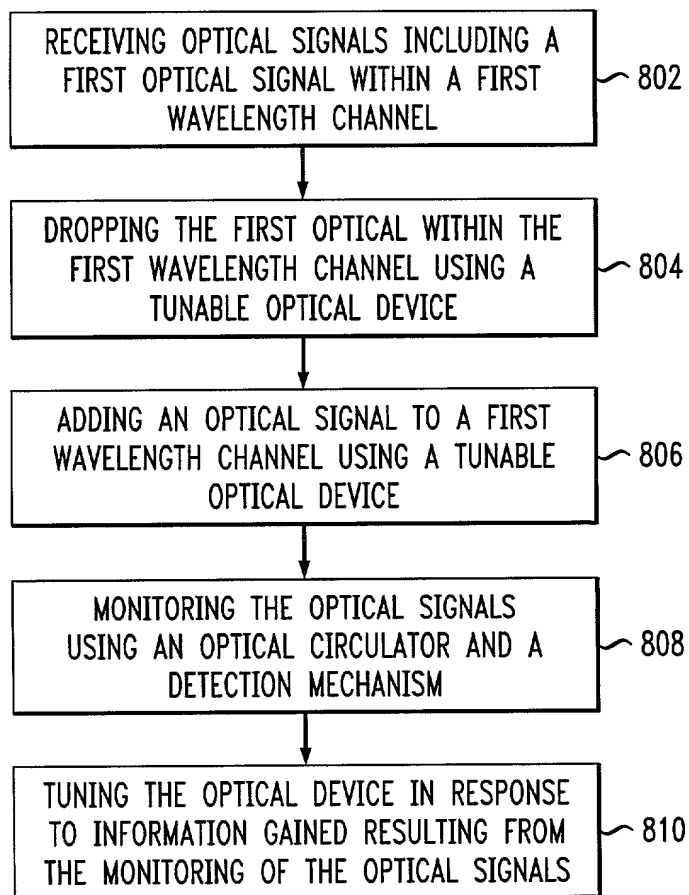 RECEIVING OPTICAL SIGNALS INCLUDING A
FIRST OPTICAL SIGNAL WITHIN A FIRST
WAVELENGTH CHANNEL
802
DROPPING THE FIRST OPTICAL WITHIN THE
FIRST WAVELENGTH CHANNEL USING A
TUNABLE OPTICAL DEVICE
804
ADDING AN OPTICAL SIGNAL TO A FIRST
WAVELENGTH CHANNEL USING A TUNABLE
OPTICAL DEVICE
806
MONITORING THE OPTICAL SIGNALS
USING AN OPTICAL CIRCULATOR AND A
DETECTION MECHANISM
808
TUNING THE OPTICAL DEVICE IN RESPONSE
TO INFORMATION GAINED RESULTING FROM
THE MONITORING OF THE OPTICAL SIGNALS
810